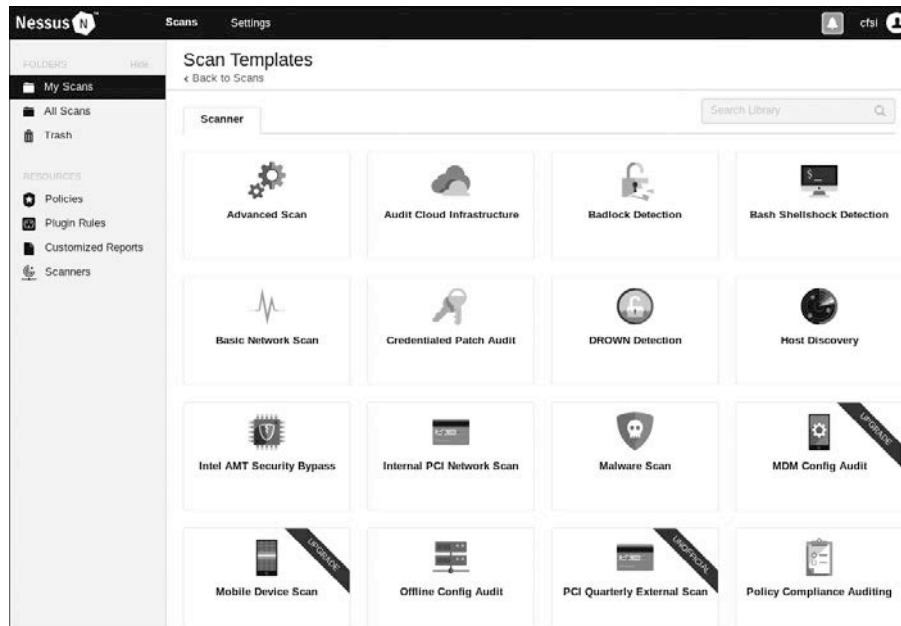 Nessus N
Scans Settings
cfsi
FOLDERS Hide
My Scans
All Scans
Trash
RESOURCES
Policies
Plugin Rules
Customized Reports
Scanners
Scan Templates
‹ Back to Scans
Scanner
Search Library
Advanced Scan
Audit Cloud Infrastructure
Badlock Detection
$_
Bash Shellshock Detection
Basic Network Scan
Credentialed Patch Audit
DROWN Detection
Host Discovery
Intel AMT Security Bypass
Internal PCI Network Scan
Malware Scan
UPGRADE
MDM Config Audit
UPGRADE
Mobile Device Scan
Offline Config Audit
UNOFFICIAL
PCI Quarterly External Scan
Policy Compliance Auditing